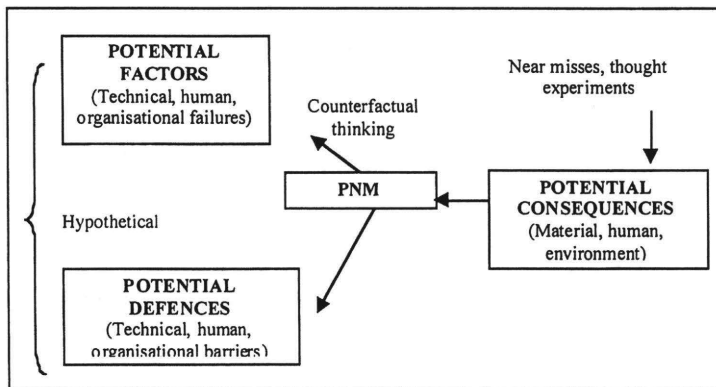 POTENTIAL
FACTORS
(Technical, human,
organisational failures)
Near misses, thought
experiments
Counterfactual
thinking
PNM
POTENTIAL
CONSEQUENCES
(Material, human,
environment)
Hypothetical
POTENTIAL
DEFENCES
(Technical, human,
organisational barriers)